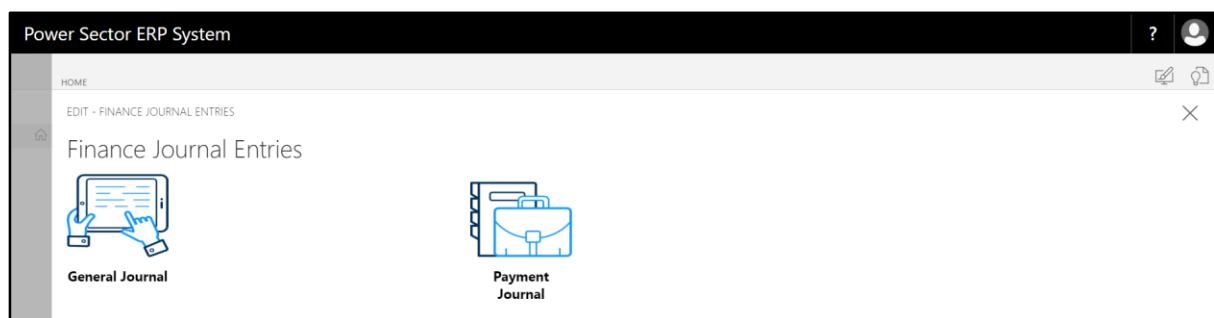 Power Sector ERP System
?
HOME
EDIT - FINANCE JOURNAL ENTRIES
Finance Journal Entries
General Journal
Payment
Journal